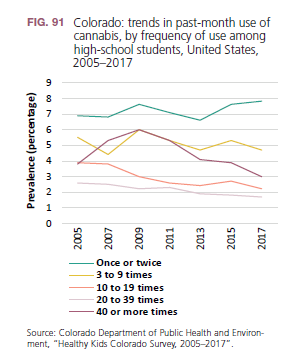 FIG. 91 Colorado: trends in past-month use of
cannabis, by frequency of use among
high-school students, United States,
2005–2017
Prevalence (percentage)
9
8
7
6
5
4
3
2
1
0
2005
2007
2009
2011
2013
2015
2017
Once or twice
3 to 9 times
10 to 19 times
20 to 39 times
40 or more times
Source: Colorado Department of Public Health and Environ-
ment, “Healthy Kids Colorado Survey, 2005–2017”.